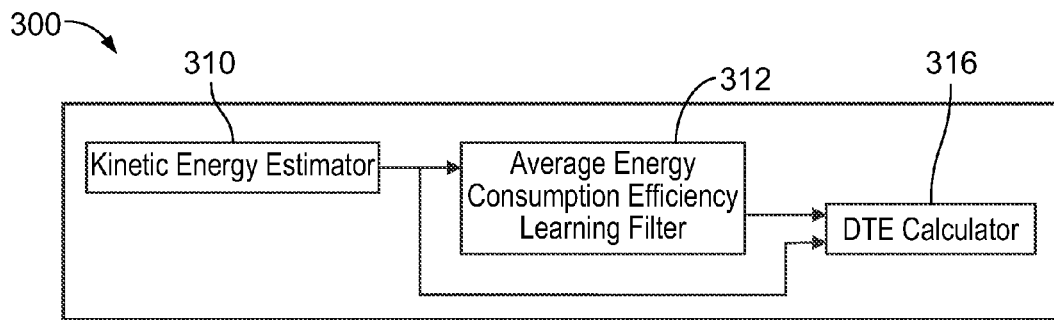 300
310
312
316
Kinetic Energy Estimator
Average Energy
Consumption Efficiency
Learning Filter
DTE Calculator